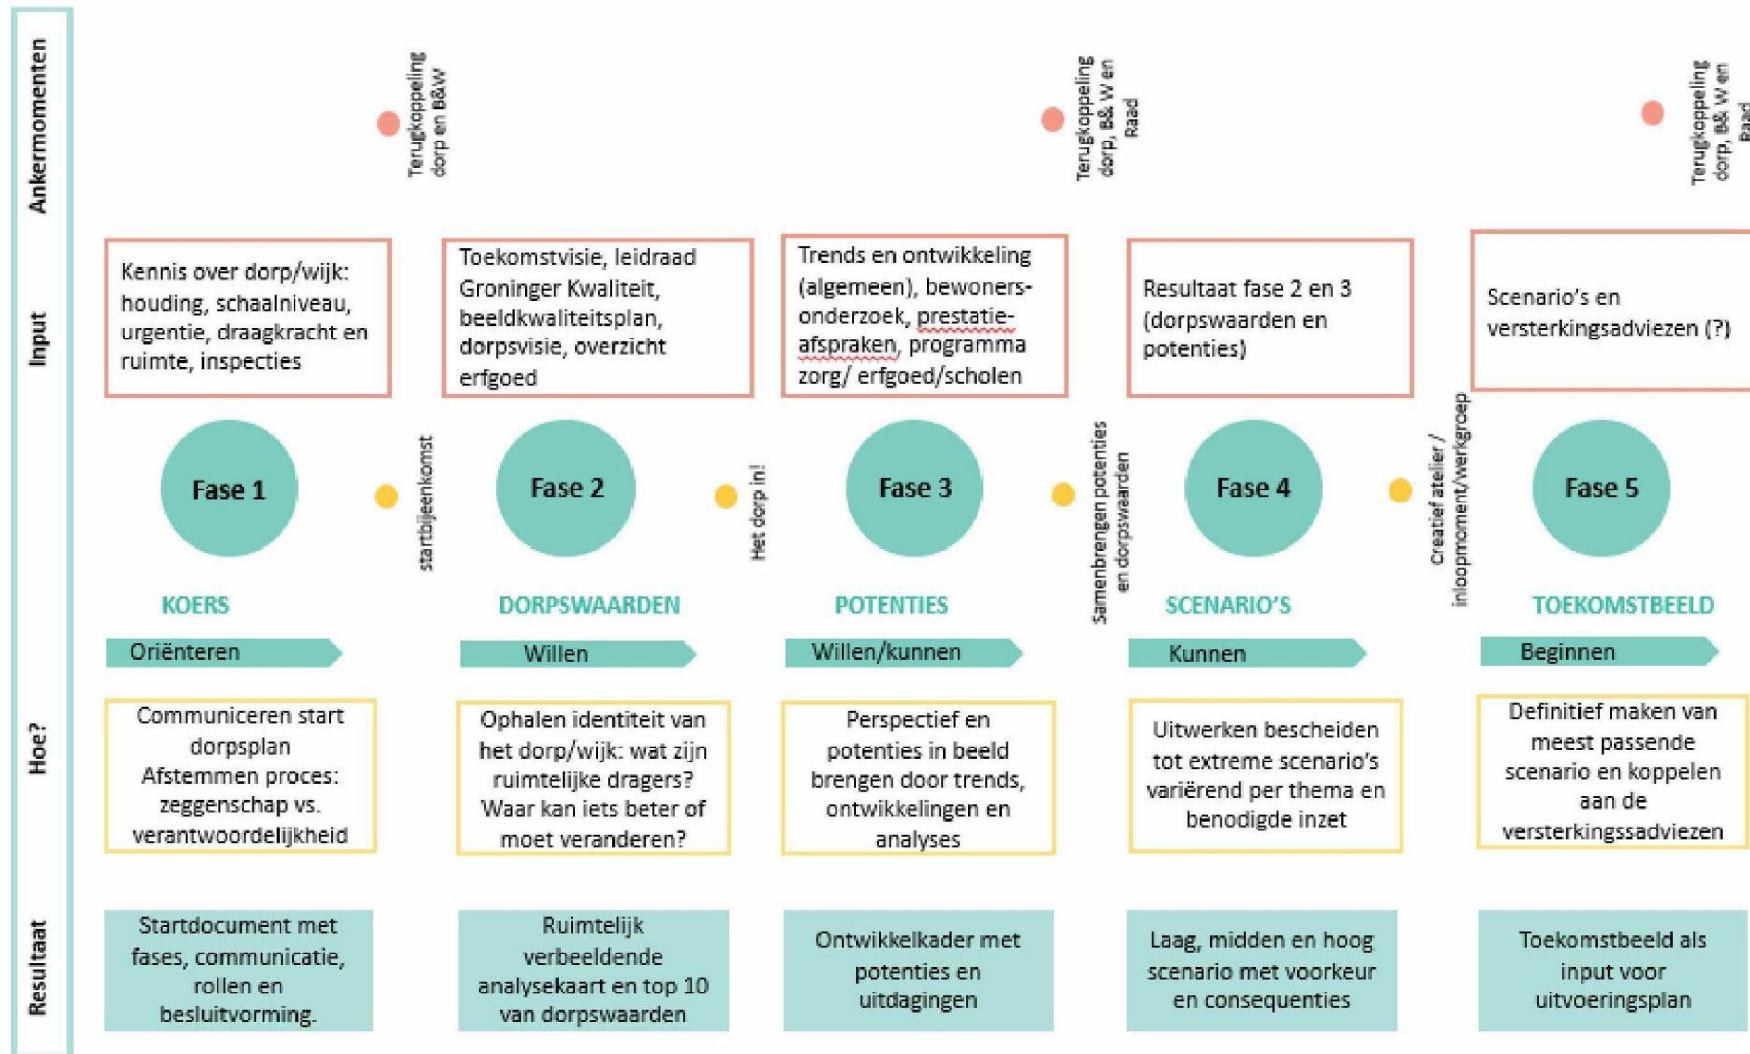 Ankermomenten
Terugkoppeling
dorp en B&W
Terugkoppeling
dorp, B& W en
Raad
Terugkoppeling
dorp, B& W en
Raad
Input
Kennis over dorp/wijk:
houding, schaalniveau,
urgentie, draagkracht en
ruimte, inspecties
Toekomstvisie, leidraad
Groninger Kwaliteit,
beeldkwaliteitsplan,
dorpsvisie, overzicht
erfgoed
Trends en ontwikkeling
(algemeen), bewoners-
onderzoek, prestatie-
afspraken, programma
zorg/ erfgoed/scholen
Resultaat fase 2 en 3
(dorpswaarden en
potenties)
Scenario's en
versterkingsadviezen (?)
Fase 1
startbijeenkomst
Fase 2
Het dorp in!
Fase 3
Samenbrengen potenties
en dorpswaarden
Fase 4
Creatief atelier /
inloopmoment/werkgroep
Fase 5
KOERS
DORPSWAARDEN
POTENTIES
SCENARIO'S
TOEKOMSTBEELD
Oriënteren
Willen
Willen/kunnen
Kunnen
Beginnen
Hoe?
Communiceren start
dorpsplan
Afstemmen proces:
zeggenschap vs.
verantwoordelijkheid
Ophalen identiteit van
het dorp/wijk: wat zijn
ruimtelijke dragers?
Waar kan iets beter of
moet veranderen?
Perspectief en
potenties in beeld
brengen door trends,
ontwikkelingen en
analyses
Uitwerken bescheiden
tot extreme scenario's
variërend per thema en
benodigde inzet
Definitief maken van
meest passende
scenario en koppelen
aan de
versterkingssadviezen
Resultaat
Startdocument met
fases, communicatie,
rollen en
besluitvorming.
Ruimtelijk
verbeeldende
analysekaart en top 10
van dorpswaarden
Ontwikkelkader met
potenties en
uitdagingen
Laag, midden en hoog
scenario met voorkeur
en consequenties
Toekomstbeeld als
input voor
uitvoeringsplan